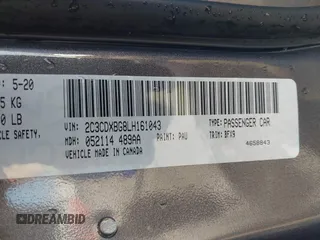 P: 5-20
5 KG
0 LB
VEHICLE SAFETY.
VIN: 2C3CDXBG8LH161043
TYPE: PASSENGER CAR
MDH: 052114 489AA
PAINT: PAU
TRIM: BFX9
VEHICLE MADE IN CANADA
4658843
DREAMBID